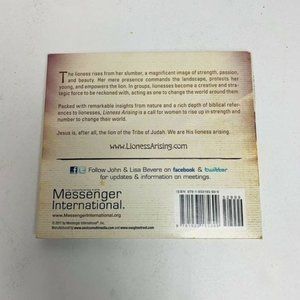 The lioness rises from her slumber, a magnificent image of strength, passion,
and beauty. Her mere presence commands the landscape, protects her
young, and empowers the lion. In groups, lionesses become a creative and stra-
tegic force to be reckoned with, acting as one to change the world around them.
Packed with remarkable insights from nature and a rich depth of biblical refer-
ences to lionesses, Lioness Arising is a call for women to rise up in strength and
number to change their world.
Jesus is, after all, the lion of the Tribe of Judah. We are His lioness arising.
www.LionessArising.com
Follow John & Lisa Bevere on facebook & twitter
for updates & information on meetings.
Messenger
International.
www.MessengerInternational.org